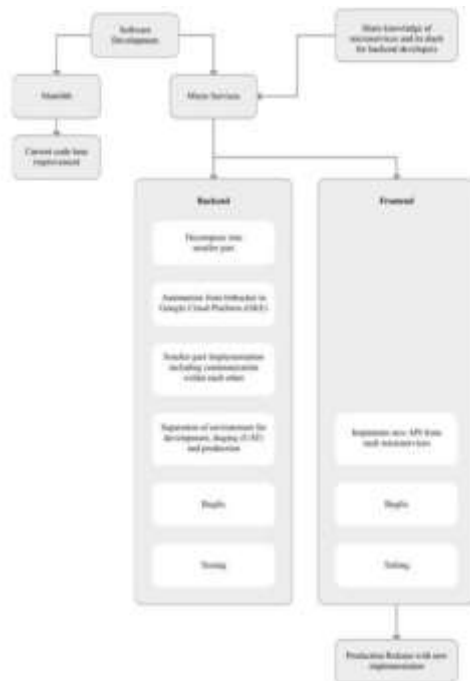 Software
Development
Share knowledge of
microservices and its stack
for backend developers
Monolith
Micro Services
Current code base
improvement
Backend
Frontend
Decompose into
smaller part
Automation from bitbucket to
Google Cloud Platform (GKE)
Smaller part implementation
including communication
within each other
Separation of environment for
development, staging (UAT)
and production
Implement new API from
each microservices
Bugfix
Bugfix
Testing
Testing
Production Release with new
implementation